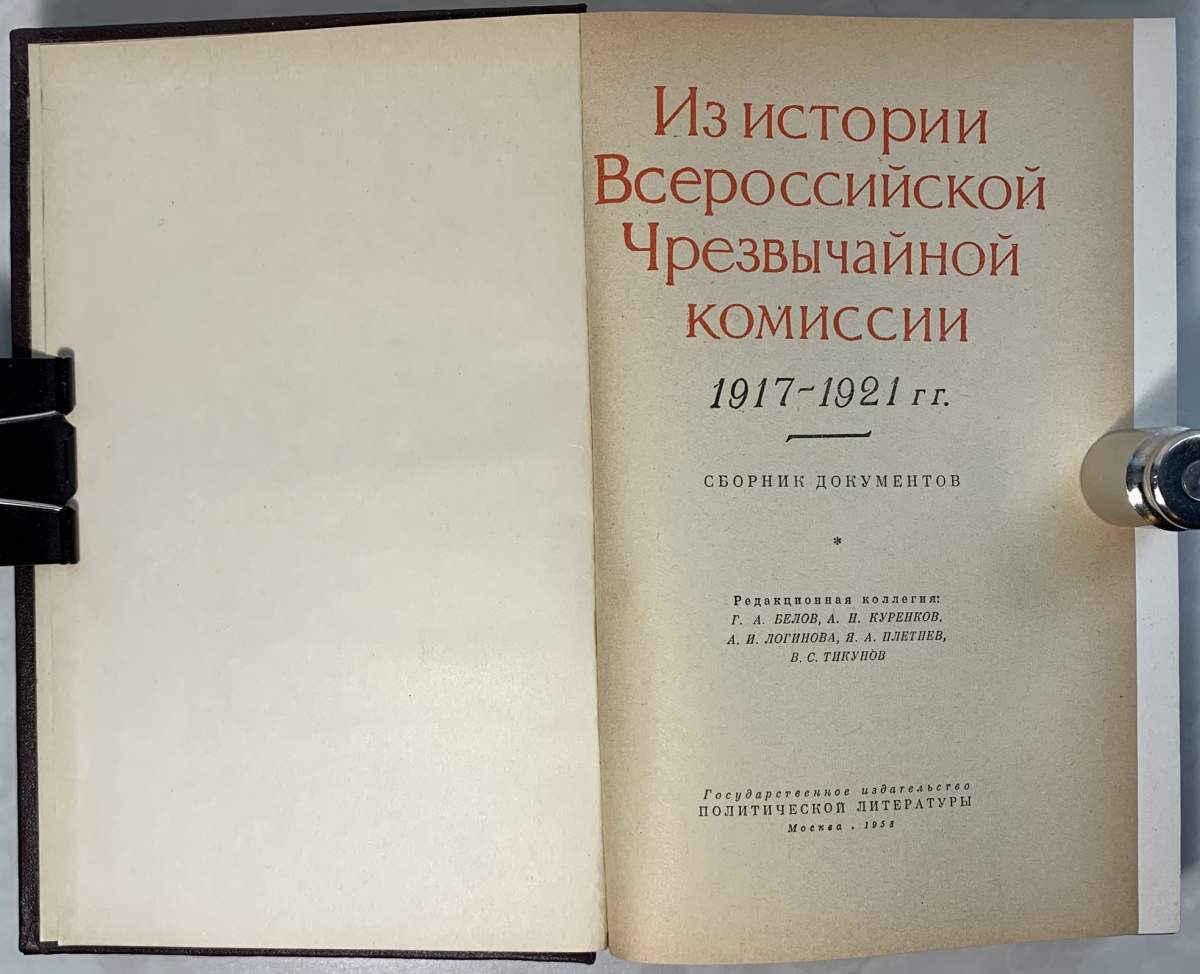 Из истории
Всероссийской
Чрезвычайной
комиссии
1917-1921 гг.
СБОРНИК ДОКУМЕНТОВ
*
Редакционная коллегия:
Г. А. БЕЛОВ, А. Н. КУРЕНКОВ,
А. И. ЛОГИНОВА, Я. А. ПЛЕТНЕВ,
В. С. ТИКУНОВ
Государственное издательство
ПОЛИТИЧЕСКОЙ ЛИТЕРАТУРЫ
Москва . 1958